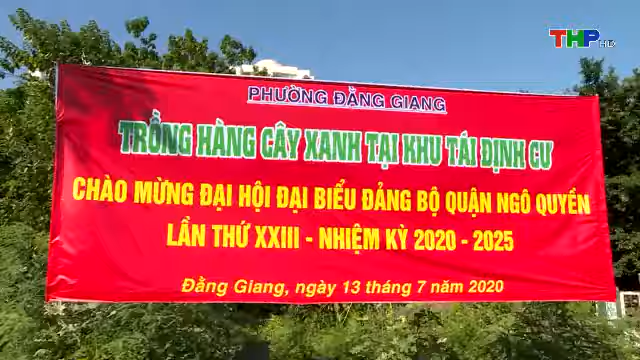 THP HD
PHƯỜNG ĐẰNG GIANG
TRỒNG HÀNG CÂY XANH TẠI KHU TÁI ĐỊNH CƯ
CHÀO MỪNG ĐẠI HỘI ĐẠI BIỂU ĐẢNG BỘ QUẬN NGÔ QUYỀN
LẦN THỨ XXIII - NHIỆM KỲ 2020 - 2025
Đằng Giang, ngày 13 tháng 7 năm 2020